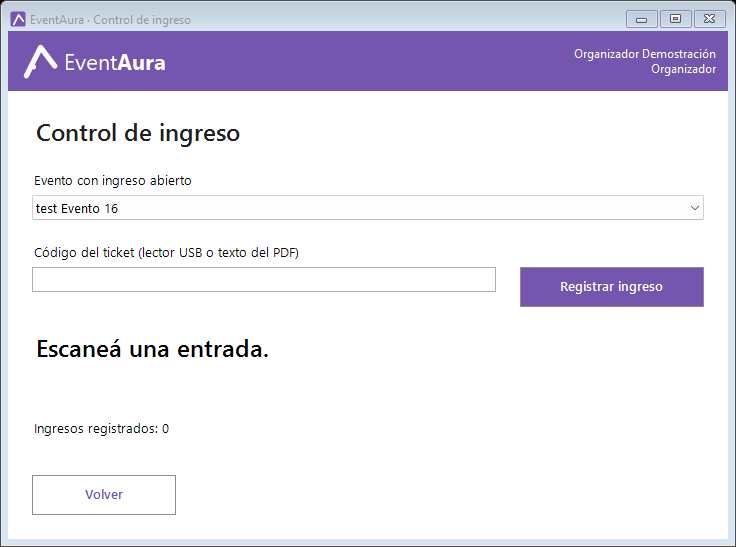 EventAura · Control de ingreso
EventAura
Organizador Demostración
Organizador
Control de ingreso
Evento con ingreso abierto
test Evento 16
Código del ticket (lector USB o texto del PDF)
Registrar ingreso
Escaneá una entrada.
Ingresos registrados: 0
Volver